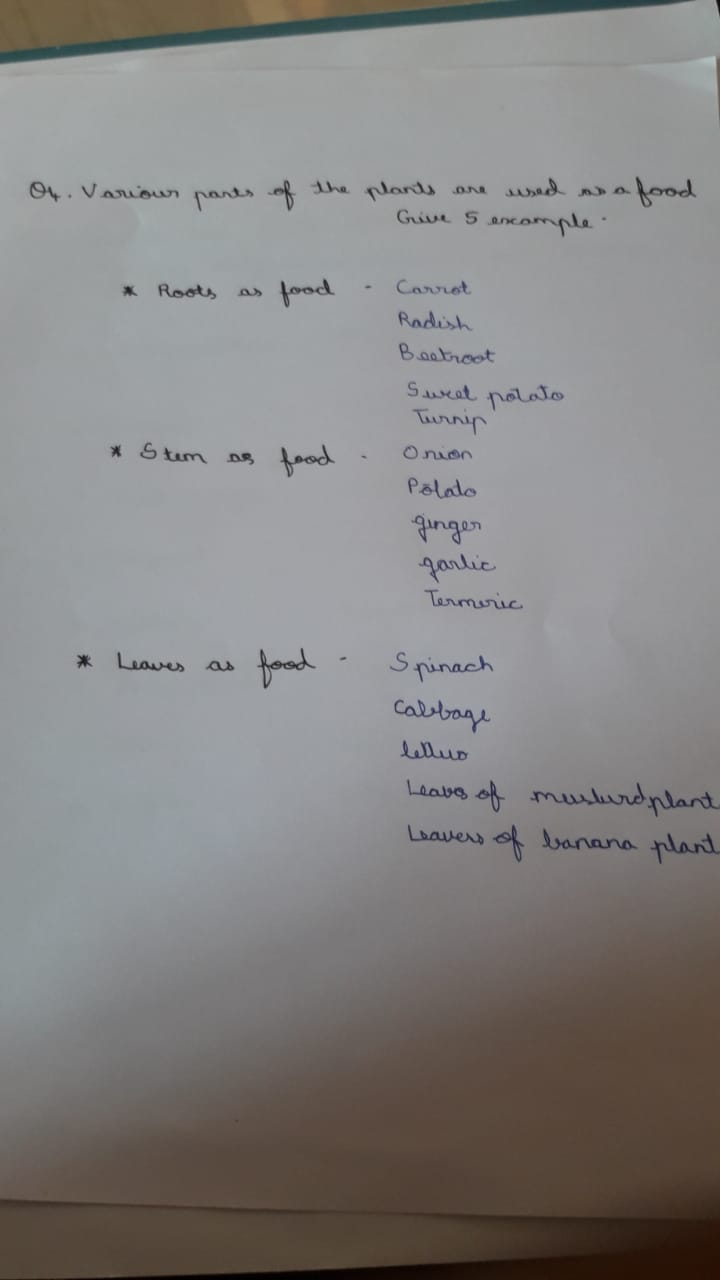 Q4. Various parts of the plants are used as a food
Give 5 example.
* Roots as food - Carrot
Radish
Beetroot
Sweet potato
Turnip
* Stem as food - Onion
Potato
ginger
garlic
Termeric
* Leaves as food - Spinach
Cabbage
lettuo
Leaves of musturd plant
Leavers of banana plant